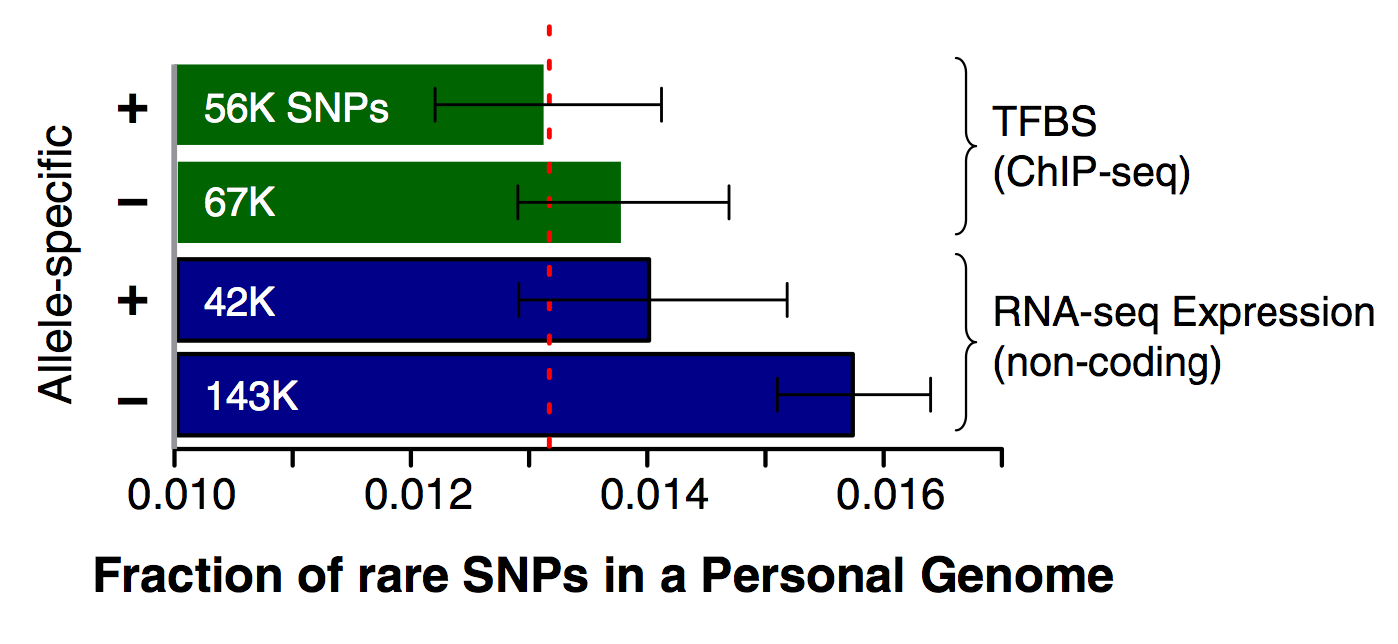 Allele-specific
+
56K SNPs
−
67K
+
42K
−
143K
TFBS
(ChIP-seq)
RNA-seq Expression
(non-coding)
0.010 0.012 0.014 0.016
Fraction of rare SNPs in a Personal Genome